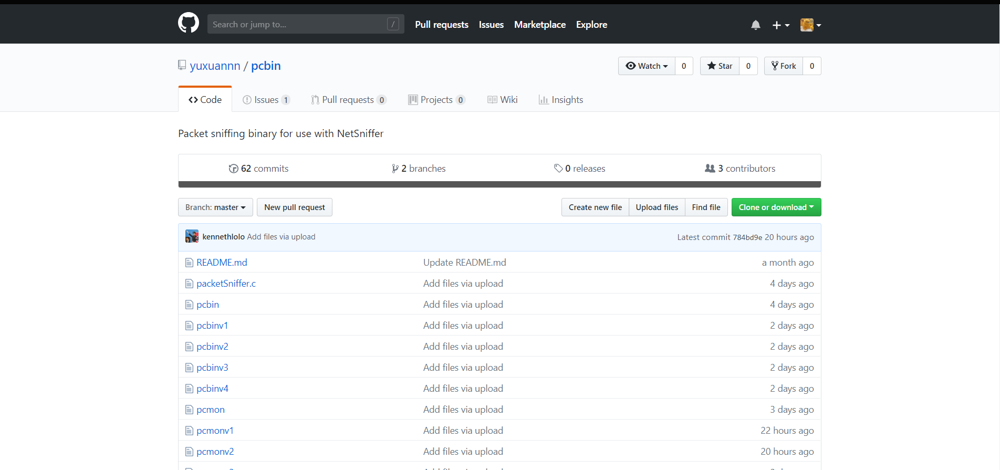 Search or jump to... / Pull requests Issues Marketplace Explore
yuxuannn / pcbin Watch 0 Star 0 Fork 0
Code Issues 1 Pull requests 0 Projects 0 Wiki Insights
Packet sniffing binary for use with NetSniffer
62 commits 2 branches 0 releases 3 contributors
Branch: master New pull request Create new file Upload files Find file Clone or download
kennethlolo Add files via upload Latest commit 784bd9e 20 hours ago
README.md Update README.md a month ago
packetSniffer.c Add files via upload 4 days ago
pcbin Add files via upload 4 days ago
pcbinv1 Add files via upload 2 days ago
pcbinv2 Add files via upload 2 days ago
pcbinv3 Add files via upload 2 days ago
pcbinv4 Add files via upload 2 days ago
pcmon Add files via upload 3 days ago
pcmonv1 Add files via upload 22 hours ago
pcmonv2 Add files via upload 20 hours ago